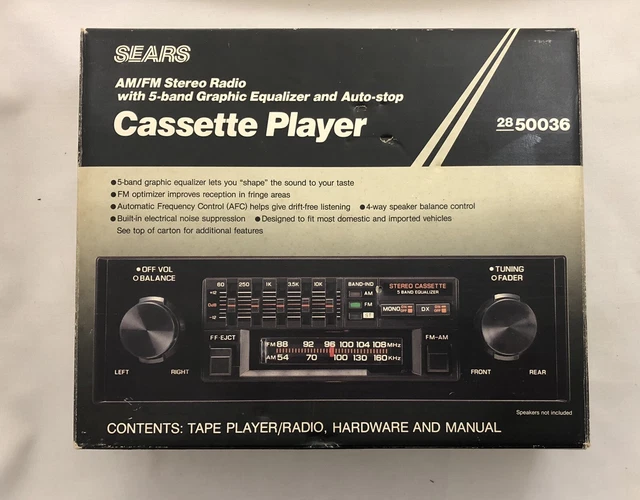 SEARS
AM/FM Stereo Radio
with 5-band Graphic Equalizer and Auto-stop
Cassette Player
28 50036
●5-band graphic equalizer lets you “shape” the sound to your taste
●FM optimizer improves reception in fringe areas
●Automatic Frequency Control (AFC) helps give drift-free listening ●4-way speaker balance control
●Built-in electrical noise suppression ●Designed to fit most domestic and imported vehicles
See top of carton for additional features
●OFF VOL
○BALANCE
LEFT RIGHT
60 250 1K 3.5K 10K
+12
0dB
-12
BAND-IND
AM
FM
ST
STEREO CASSETTE
5 BAND EQUALIZER
MONO DX
●TUNING
○FADER
FRONT REAR
FF·EJCT
FM 88 92 96 100 104 108 MHz
AM 54 70 100 130 160 KHz
FM-AM
Speakers not included
CONTENTS: TAPE PLAYER/RADIO, HARDWARE AND MANUAL